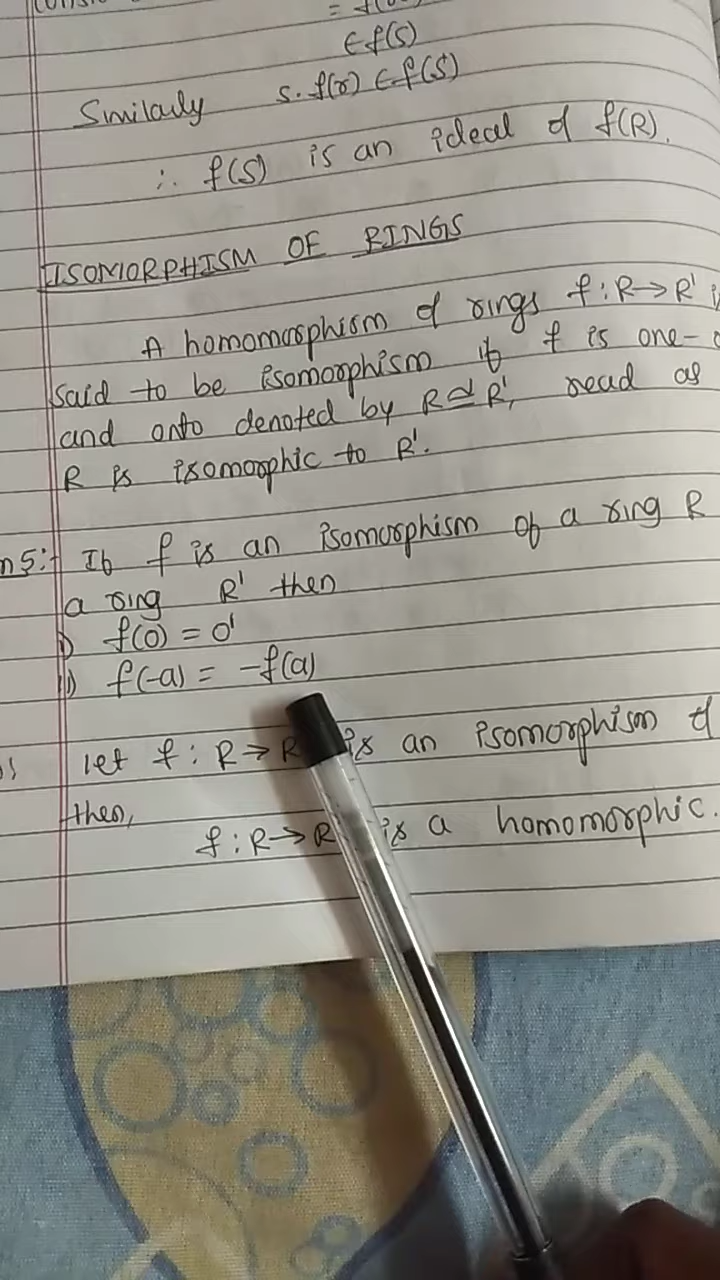 = f(
∈ f(S)
Similarly s. f(r) ∈ f(S)
∴ f(S) is an ideal of f(R).
ISOMORPHISM OF RINGS
A homomorphism of rings f : R → R'
said to be isomorphism if f is one-
and onto denoted by R ≅ R', read as
R is isomorphic to R'.
5:- If f is an isomorphism of a ring R
a ring R' then
i) f(0) = 0'
ii) f(-a) = -f(a)
let f : R → R is an isomorphism of
then,
f : R → R is a homomorphic.